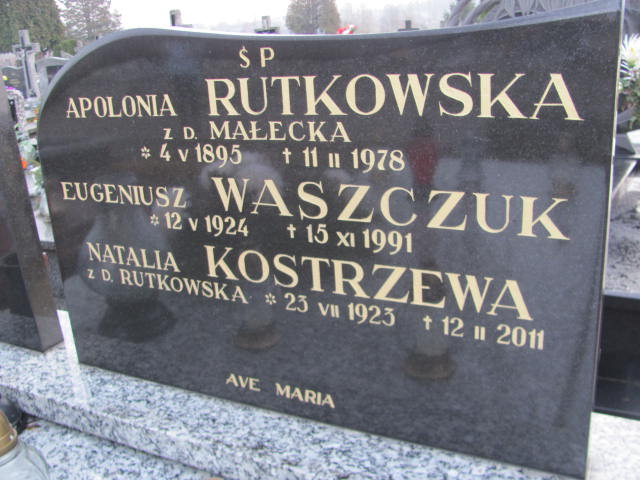 Ś P
APOLONIA RUTKOWSKA
Z D. MAŁECKA
* 4 V 1895 † 11 II 1978
EUGENIUSZ WASZCZUK
* 12 V 1924 † 15 XI 1991
NATALIA KOSTRZEWA
Z D. RUTKOWSKA * 23 VII 1923 † 12 II 2011
AVE MARIA